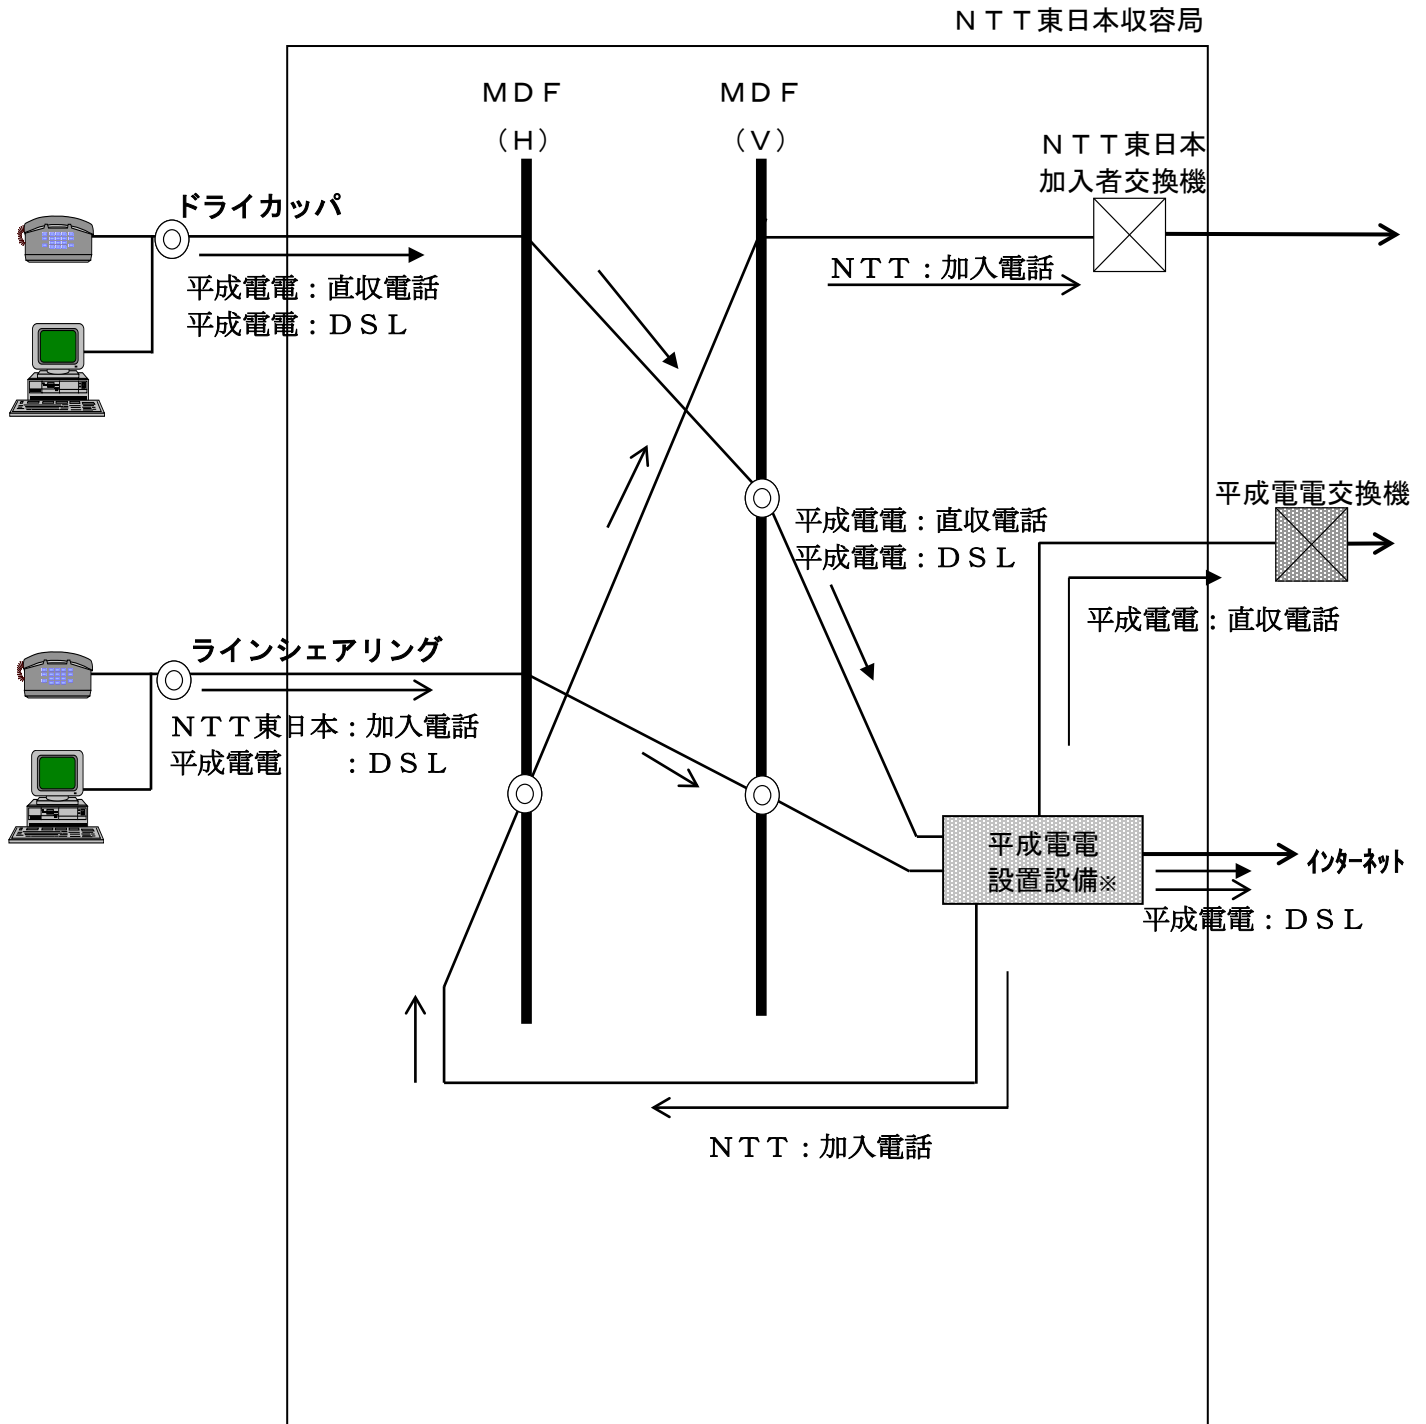 ＮＴＴ東日本収容局
ＭＤＦ
（Ｈ）
ＭＤＦ
（Ｖ）
ＮＴＴ東日本
加入者交換機
ドライカッパ
平成電電：直収電話
平成電電：ＤＳＬ
ＮＴＴ：加入電話
平成電電交換機
平成電電：直収電話
平成電電：ＤＳＬ
平成電電：直収電話
ラインシェアリング
ＮＴＴ東日本：加入電話
平成電電　　：ＤＳＬ
平成電電
設置設備※
インターネット
平成電電：ＤＳＬ
ＮＴＴ：加入電話